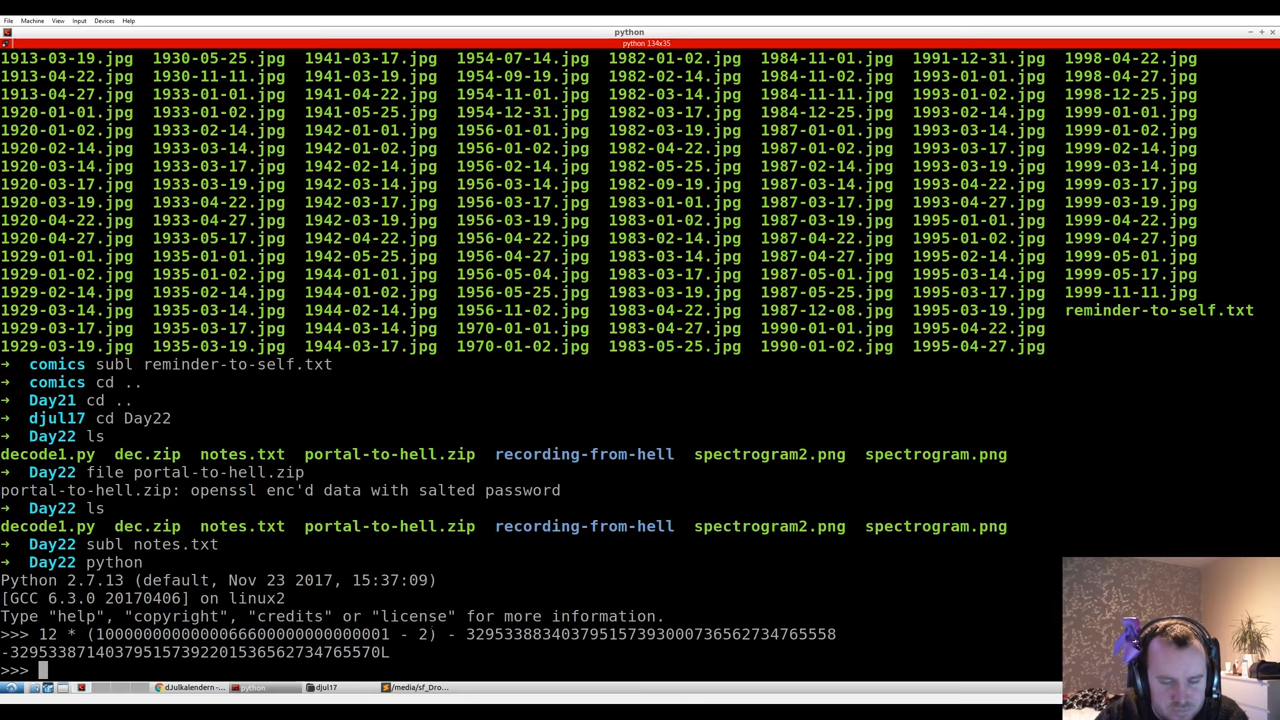 File Machine View Input Devices Help
python
python 134x35
1913-03-19.jpg 1930-05-25.jpg 1941-03-17.jpg 1954-07-14.jpg 1982-01-02.jpg 1984-11-01.jpg 1991-12-31.jpg 1998-04-22.jpg
1913-04-22.jpg 1930-11-11.jpg 1941-03-19.jpg 1954-09-19.jpg 1982-02-14.jpg 1984-11-02.jpg 1993-01-02.jpg 1998-04-27.jpg
1913-04-27.jpg 1933-01-01.jpg 1941-04-22.jpg 1954-11-01.jpg 1982-03-14.jpg 1984-11-11.jpg 1993-01-02.jpg 1998-12-25.jpg
1920-01-01.jpg 1933-01-02.jpg 1941-05-25.jpg 1954-12-31.jpg 1982-03-17.jpg 1984-12-25.jpg 1993-02-14.jpg 1999-01-01.jpg
1920-01-02.jpg 1933-02-14.jpg 1942-01-01.jpg 1956-01-01.jpg 1982-03-19.jpg 1987-01-01.jpg 1993-03-14.jpg 1999-01-02.jpg
1920-02-14.jpg 1933-03-14.jpg 1942-01-02.jpg 1956-01-02.jpg 1982-04-22.jpg 1987-01-02.jpg 1993-03-17.jpg 1999-02-14.jpg
1920-03-14.jpg 1933-03-17.jpg 1942-02-14.jpg 1956-02-14.jpg 1982-05-25.jpg 1987-02-14.jpg 1993-03-19.jpg 1999-03-14.jpg
1920-03-17.jpg 1933-03-19.jpg 1942-03-14.jpg 1956-03-14.jpg 1982-09-19.jpg 1987-03-14.jpg 1993-04-22.jpg 1999-03-17.jpg
1920-03-19.jpg 1933-04-22.jpg 1942-03-17.jpg 1956-03-17.jpg 1983-01-01.jpg 1987-03-17.jpg 1993-04-27.jpg 1999-03-19.jpg
1920-04-22.jpg 1933-04-27.jpg 1942-03-19.jpg 1956-03-19.jpg 1983-01-02.jpg 1987-03-19.jpg 1995-01-01.jpg 1999-04-22.jpg
1920-04-27.jpg 1933-05-17.jpg 1942-04-22.jpg 1956-04-22.jpg 1983-02-14.jpg 1987-04-22.jpg 1995-01-02.jpg 1999-04-27.jpg
1929-01-01.jpg 1935-01-01.jpg 1942-05-25.jpg 1956-04-27.jpg 1983-03-14.jpg 1987-04-27.jpg 1995-02-14.jpg 1999-05-01.jpg
1929-01-02.jpg 1935-01-02.jpg 1944-01-01.jpg 1956-05-04.jpg 1983-03-17.jpg 1987-05-01.jpg 1995-03-14.jpg 1999-05-17.jpg
1929-02-14.jpg 1935-02-14.jpg 1944-01-02.jpg 1956-05-25.jpg 1983-03-19.jpg 1987-05-25.jpg 1995-03-17.jpg 1999-11-11.jpg
1929-03-14.jpg 1935-03-14.jpg 1944-02-14.jpg 1956-11-02.jpg 1983-04-22.jpg 1987-12-08.jpg 1995-03-19.jpg reminder-to-self.txt
1929-03-17.jpg 1935-03-17.jpg 1944-03-14.jpg 1970-01-01.jpg 1983-04-27.jpg 1990-01-01.jpg 1995-04-22.jpg
1929-03-19.jpg 1935-03-19.jpg 1944-03-17.jpg 1970-01-02.jpg 1983-05-25.jpg 1990-01-02.jpg 1995-04-27.jpg
➜ comics subl reminder-to-self.txt
➜ comics cd ..
➜ Day21 cd ..
➜ djul17 cd Day22
➜ Day22 ls
decode1.py dec.zip notes.txt portal-to-hell.zip recording-from-hell spectrogram2.png spectrogram.png
➜ Day22 file portal-to-hell.zip
portal-to-hell.zip: openssl enc'd data with salted password
➜ Day22 ls
decode1.py dec.zip notes.txt portal-to-hell.zip recording-from-hell spectrogram2.png spectrogram.png
➜ Day22 subl notes.txt
➜ Day22 python
Python 2.7.13 (default, Nov 23 2017, 15:37:09)
[GCC 6.3.0 20170406] on linux2
Type "help", "copyright", "credits" or "license" for more information.
>>> 12 * (1000000000000066600000000000001 - 2) - 32953388340379515739300073656273476​5558
-32953387140379515739220153656273476​5570L
>>>
dJulkalendern -... python djul17 /media/sf_Dro...